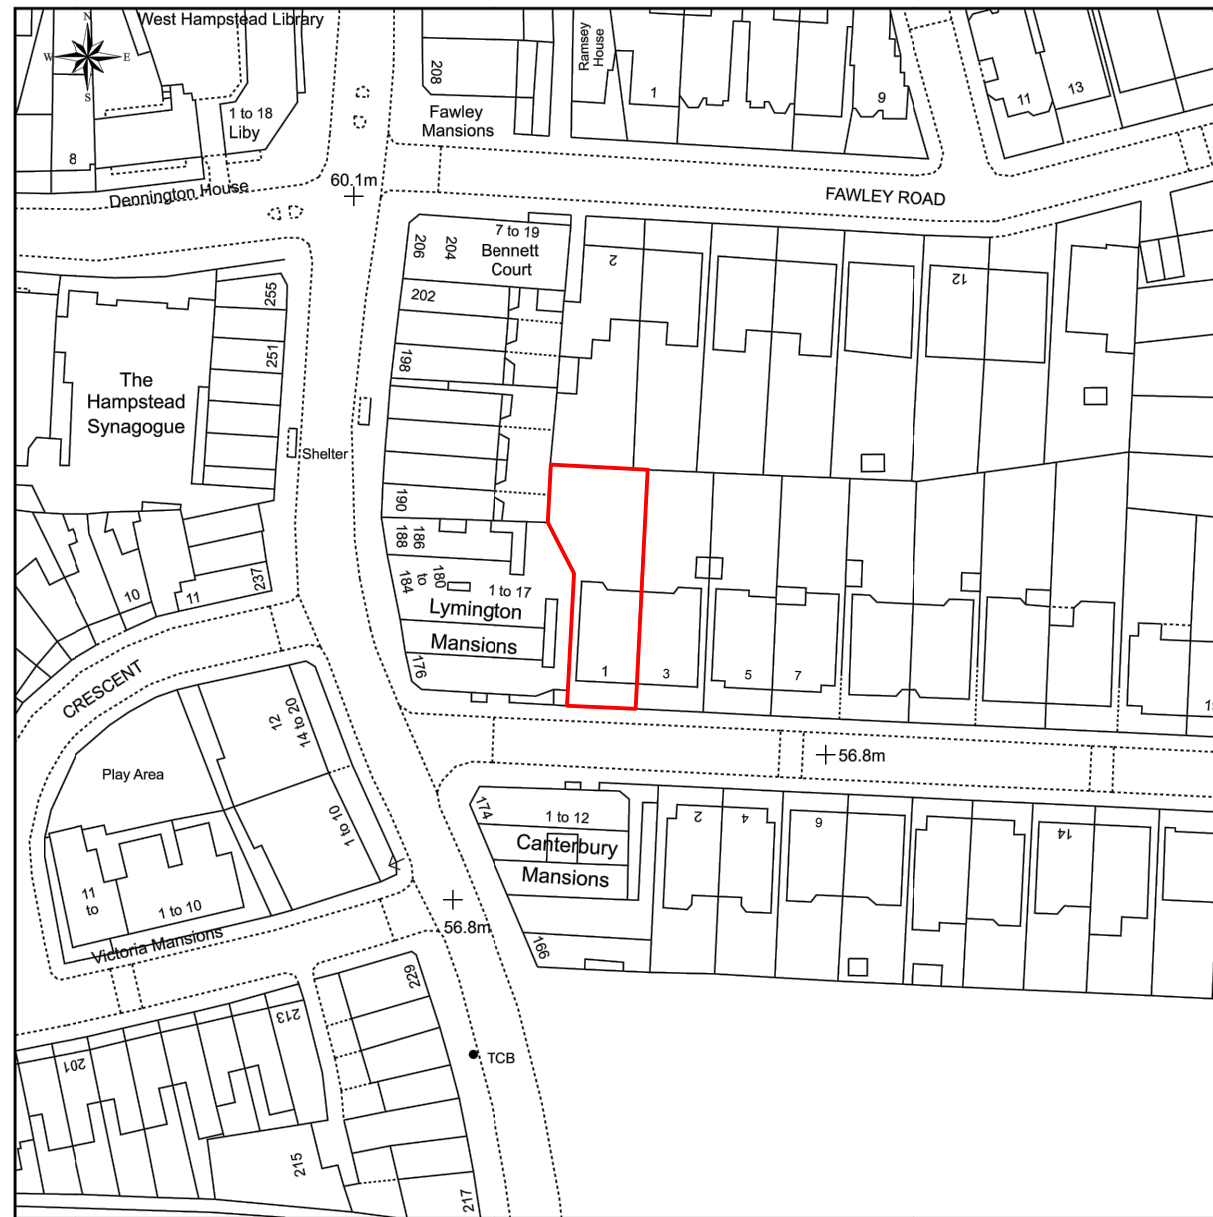 West Hampstead Library
N
W
E
S
1 to 18
Liby
8
Dennington House
60.1m
208
Fawley
Mansions
Ramsey
House
1
9
11
13
FAWLEY ROAD
206
204
7 to 19
Bennett
Court
202
198
2
12
255
251
The
Hampstead
Synagogue
Shelter
190
188
186
184
to
180
1 to 17
Lymington
Mansions
176
10
11
237
CRESCENT
1
3
5
7
15
56.8m
12
14 to 20
Play Area
1 to 10
11
to
1 to 10
Victoria Mansions
174
1 to 12
Canterbury
Mansions
166
2
4
6
14
56.8m
229
213
201
TCB
215
217